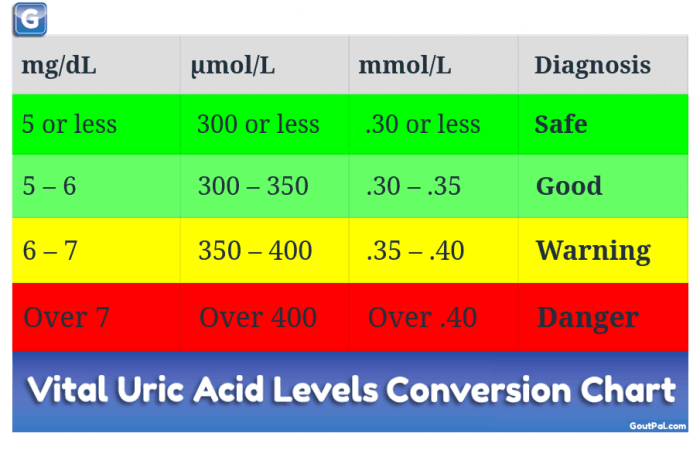 G
mg/dL μmol/L mmol/L Diagnosis
5 or less 300 or less .30 or less Safe
5 – 6 300 – 350 .30 – .35 Good
6 – 7 350 – 400 .35 – .40 Warning
Over 7 Over 400 Over .40 Danger
Vital Uric Acid Levels Conversion Chart
GoutPal.com